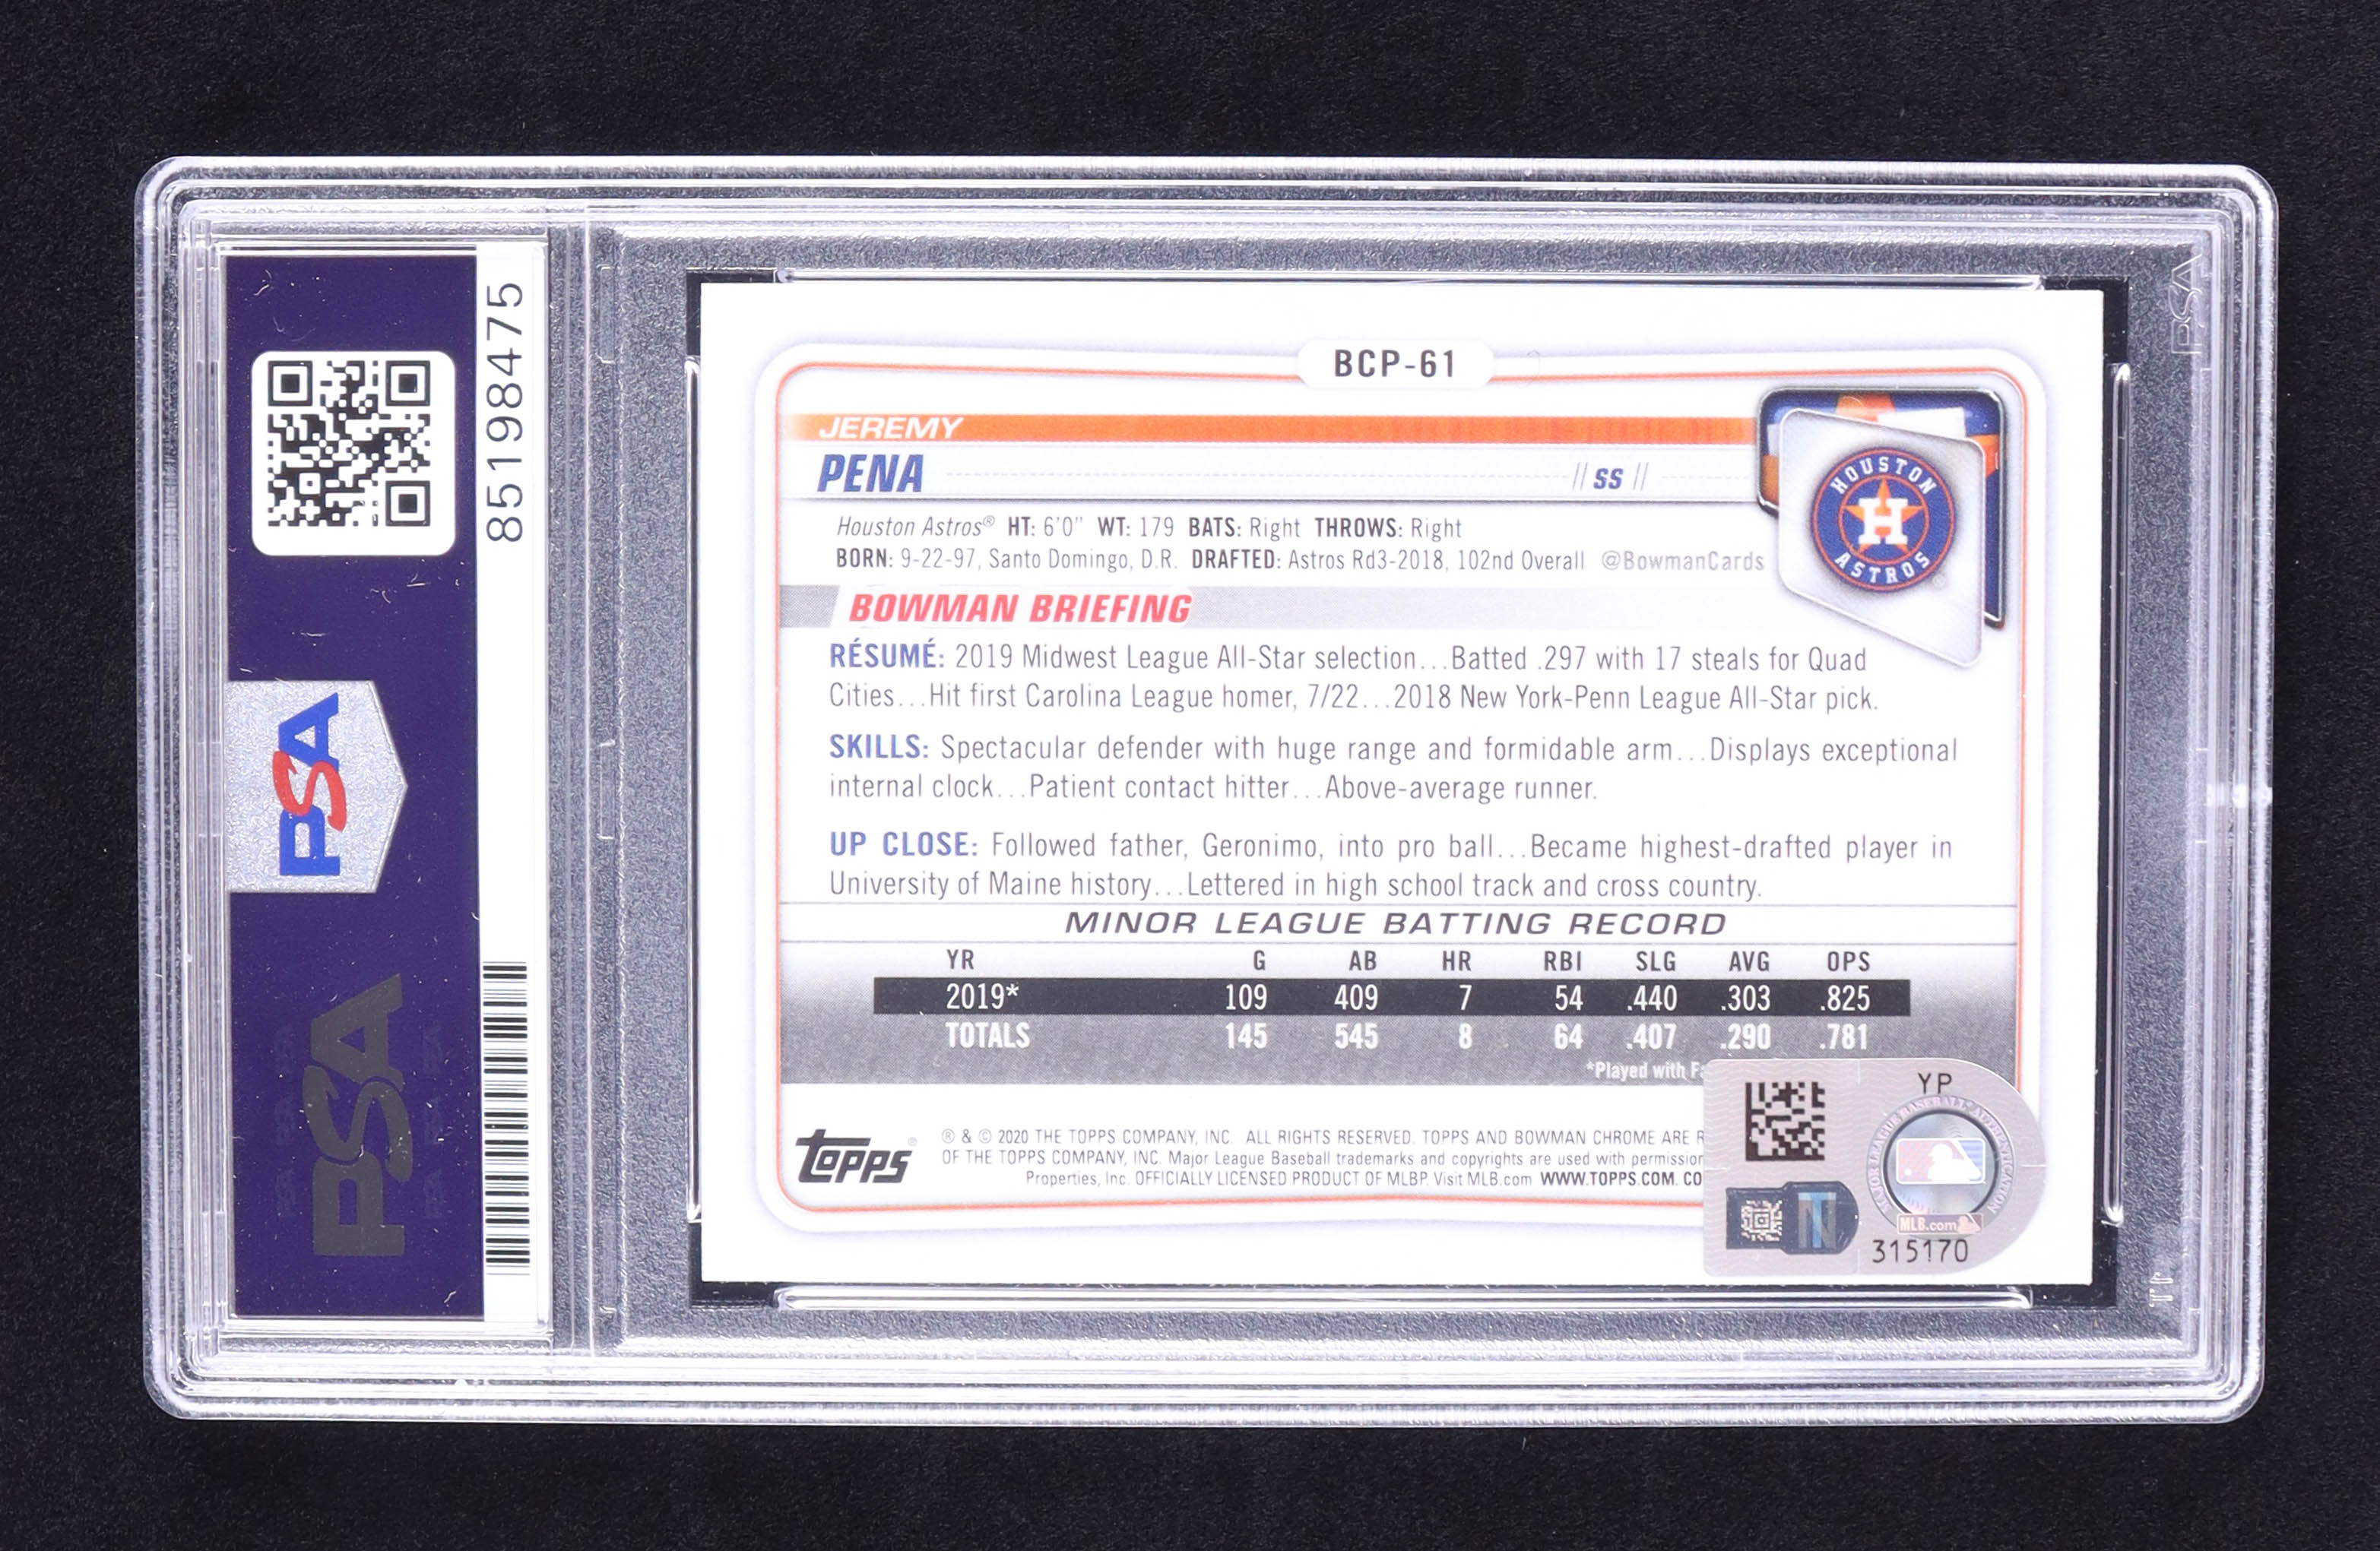 85198475
PSA
PSA
PSA
BCP-61
JEREMY
PENA // SS //
HOUSTON ASTROS
Houston Astros® HT: 6'0" WT: 179 BATS: Right THROWS: Right
BORN: 9-22-97, Santo Domingo, D.R. DRAFTED: Astros Rd3-2018, 102nd Overall @BowmanCards
BOWMAN BRIEFING
RÉSUMÉ: 2019 Midwest League All-Star selection...Batted .297 with 17 steals for Quad
Cities...Hit first Carolina League homer, 7/22...2018 New York-Penn League All-Star pick.
SKILLS: Spectacular defender with huge range and formidable arm...Displays exceptional
internal clock...Patient contact hitter...Above-average runner.
UP CLOSE: Followed father, Geronimo, into pro ball...Became highest-drafted player in
University of Maine history...Lettered in high school track and cross country.
MINOR LEAGUE BATTING RECORD
YR G AB HR RBI SLG AVG OPS
2019* 109 409 7 54 .440 .303 .825
TOTALS 145 545 8 64 .407 .290 .781
*Played with
Topps®
® & © 2020 THE TOPPS COMPANY, INC. ALL RIGHTS RESERVED. TOPPS AND BOWMAN CHROME ARE
OF THE TOPPS COMPANY, INC. Major League Baseball trademarks and copyrights are used with permission
Properties, Inc. OFFICIALLY LICENSED PRODUCT OF MLBP. Visit MLB.com WWW.TOPPS.COM.
YP
MAJOR LEAGUE BASEBALL AUTHENTICATION
MLB.com
315170